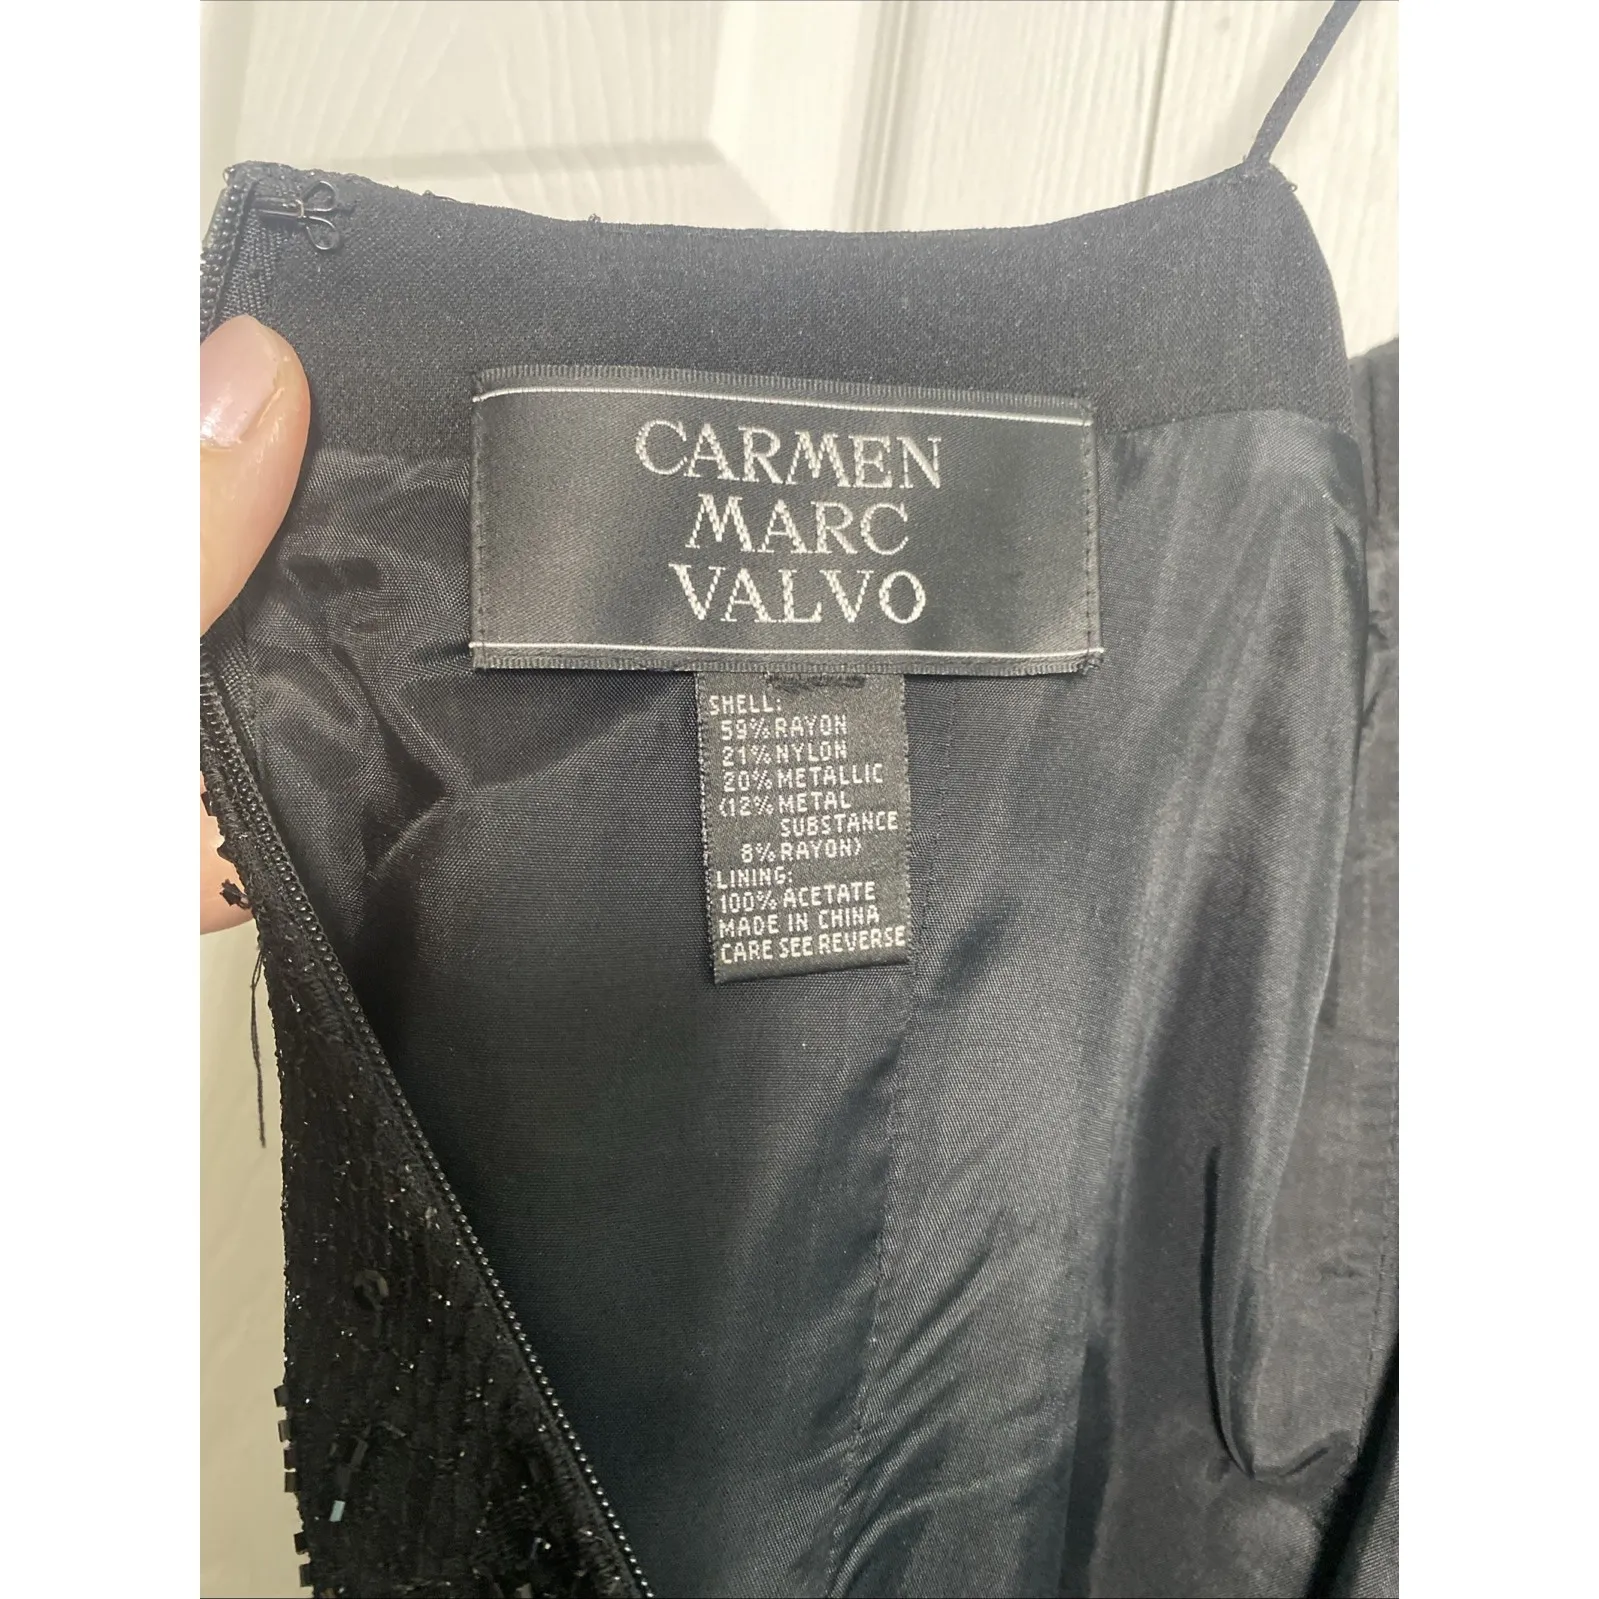 CARMEN
MARC
VALVO
SHELL:
59% RAYON
21% NYLON
20% METALLIC
(12% METAL
SUBSTANCE
8% RAYON)
LINING:
100% ACETATE
MADE IN CHINA
CARE SEE REVERSE